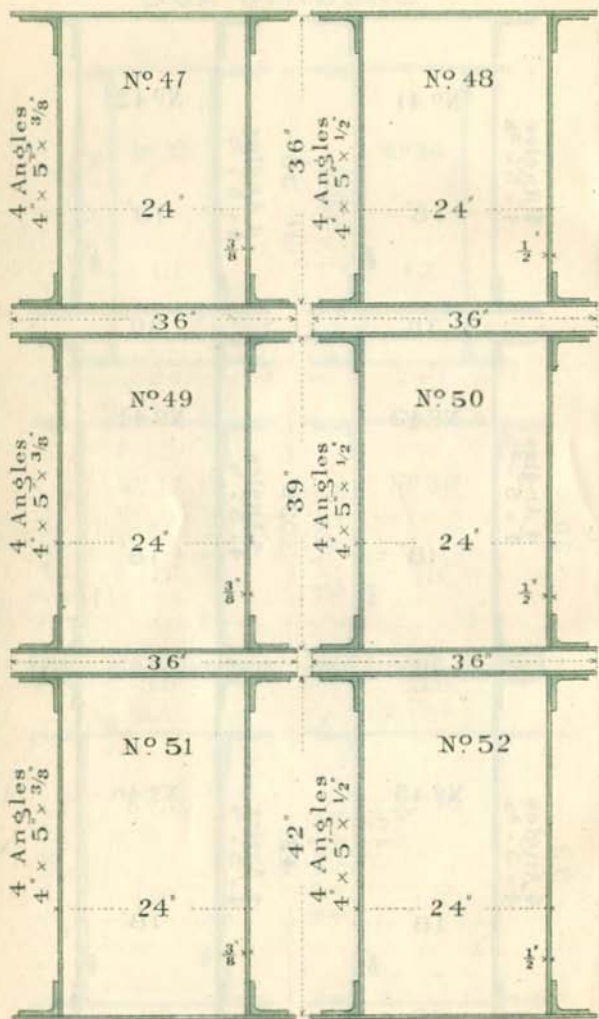 Nº 47
4 Angles
4" × 5" × 3/8"
24"
3/8"
36"
Nº 48
4 Angles
4" × 5" × 1/2"
24"
1/2"
36"
36"
Nº 49
4 Angles
4" × 5" × 3/8"
24"
3/8"
39"
Nº 50
4 Angles
4" × 5" × 1/2"
24"
1/2"
36"
36"
Nº 51
4 Angles
4" × 5" × 3/8"
24"
3/8"
42"
Nº 52
4 Angles
4" × 5" × 1/2"
24"
1/2"